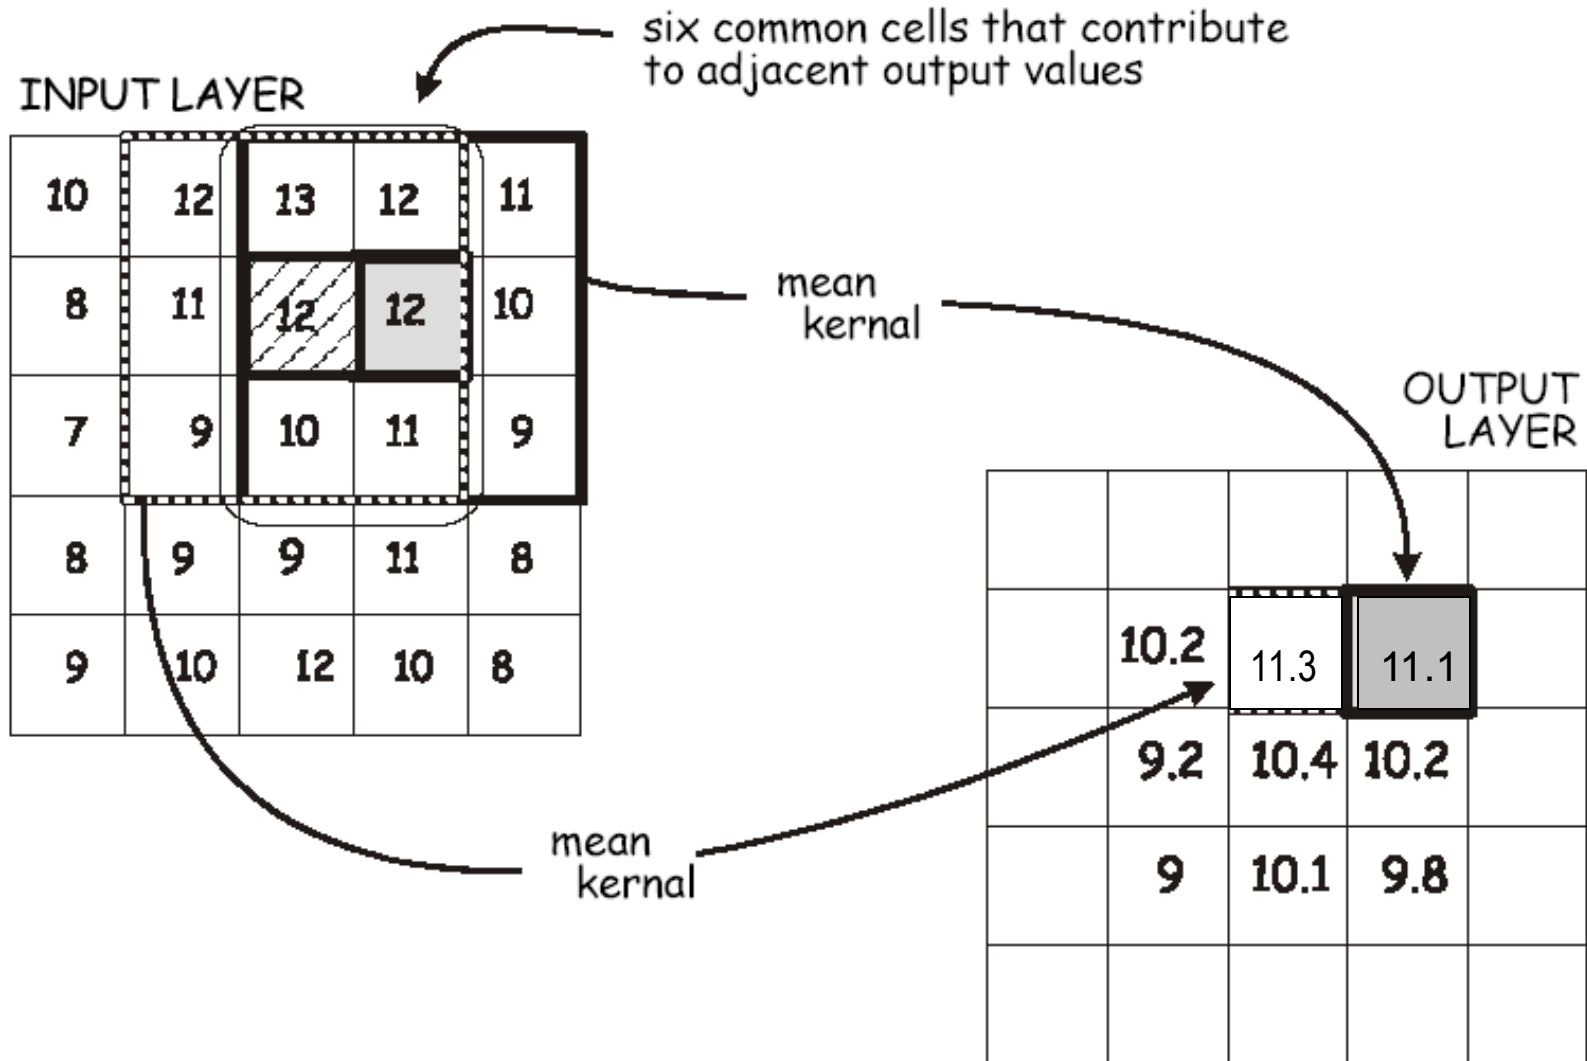 six common cells that contribute
to adjacent output values
INPUT LAYER
10 12 13 12 11
8 11 12 12 10
7 9 10 11 9
8 9 9 11 8
9 10 12 10 8
mean
kernal
OUTPUT
LAYER
10.2 11.3 11.1
9.2 10.4 10.2
9 10.1 9.8
mean
kernal